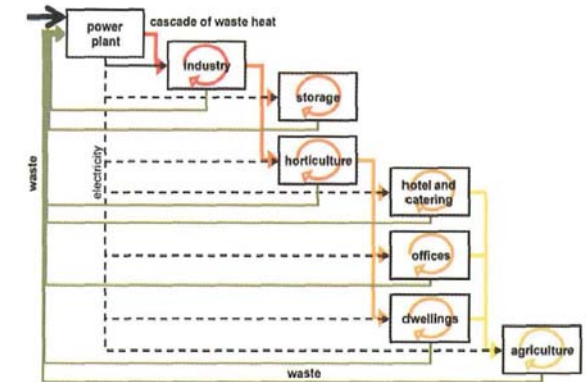 power
plant
cascade of waste heat
industry
storage
horticulture
hotel and
catering
offices
dwellings
agriculture
electricity
waste
waste